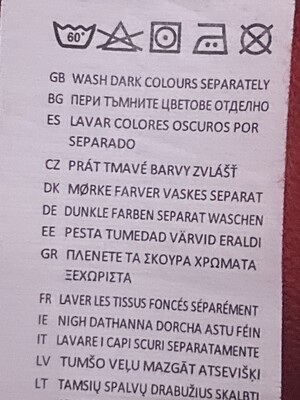 60°
GB WASH DARK COLOURS SEPARATELY
BG ПЕРИ ТЪМНИТЕ ЦВЕТОВЕ ОТДЕЛНО
ES LAVAR COLORES OSCUROS POR
SEPARADO
CZ PRÁT TMAVÉ BARVY ZVLÁŠŤ
DK MØRKE FARVER VASKES SEPARAT
DE DUNKLE FARBEN SEPARAT WASCHEN
EE PESTA TUMEDAD VÄRVID ERALDI
GR ΠΛΕΝΕΤΕ ΤΑ ΣΚΟΥΡΑ ΧΡΩΜΑΤΑ
ΞΕΧΩΡΙΣΤΑ
FR LAVER LES TISSUS FONCÉS SÉPARÉMENT
IE NIGH DATHANNA DORCHA ASTU FÉIN
IT LAVARE I CAPI SCURI SEPARATAMENTE
LV TUMŠO VEĻU MAZGĀT ATSEVIŠĶI
LT TAMSIŲ SPALVŲ DRABUŽIUS SKALBTI